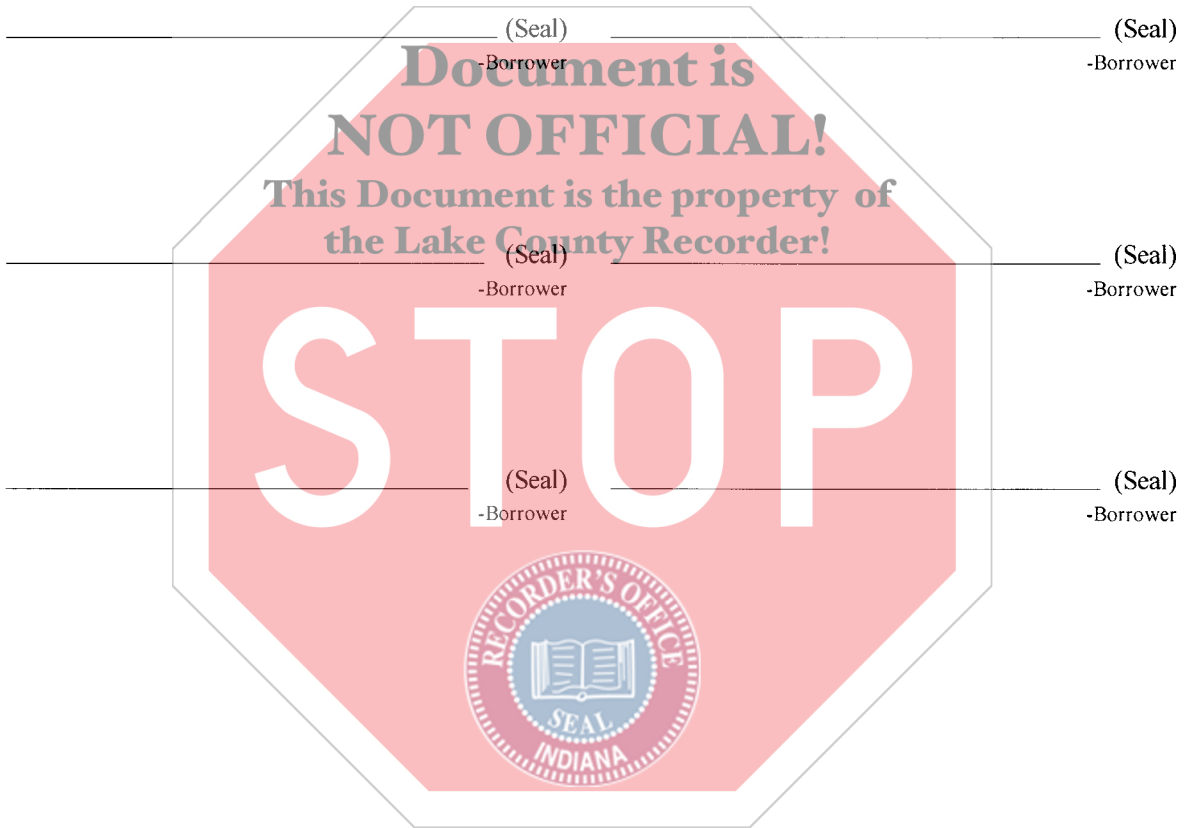 (Seal) (Seal)
-Borrower -Borrower
Document is
NOT OFFICIAL!
This Document is the property of
the Lake County Recorder!
(Seal) (Seal)
-Borrower -Borrower
STOP
(Seal) (Seal)
-Borrower -Borrower
RECORDER'S OFFICE
SEAL
INDIANA